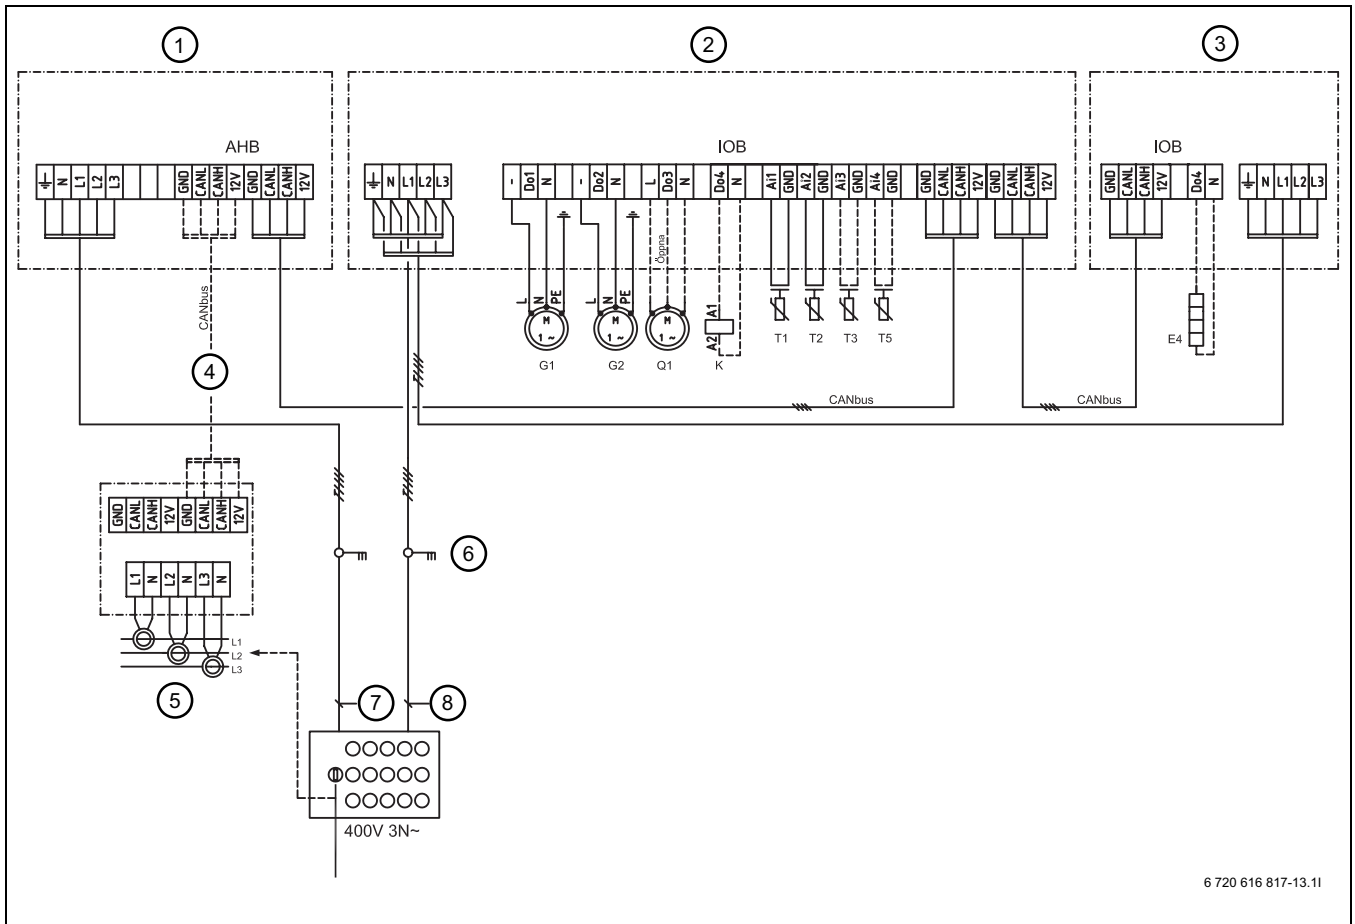 1
2
3
AHB
IOB
IOB
N L1 L2 L3 GND CANL CANH 12V GND CANL CANH 12V
N L1 L2 L3
- Do1 N - Do2 N L Do3 N Do4 N Ai1 GND Ai2 GND Ai3 GND Ai4 GND GND CANL CANH 12V GND CANL CANH 12V
GND CANL CANH 12V Do4 N
N L1 L2 L3
Öppna
L N PE
L N PE
A1
A2
M
1 ~
M
1 ~
M
1 ~
G1
G2
Q1
K
T1
T2
T3
T5
E4
CANbus
4
CANbus
CANbus
GND CANL CANH 12V GND CANL CANH 12V
L1 N L2 N L3 N
L1
L2
L3
5
6
7
8
400V 3N~
6 720 616 817-13.1I